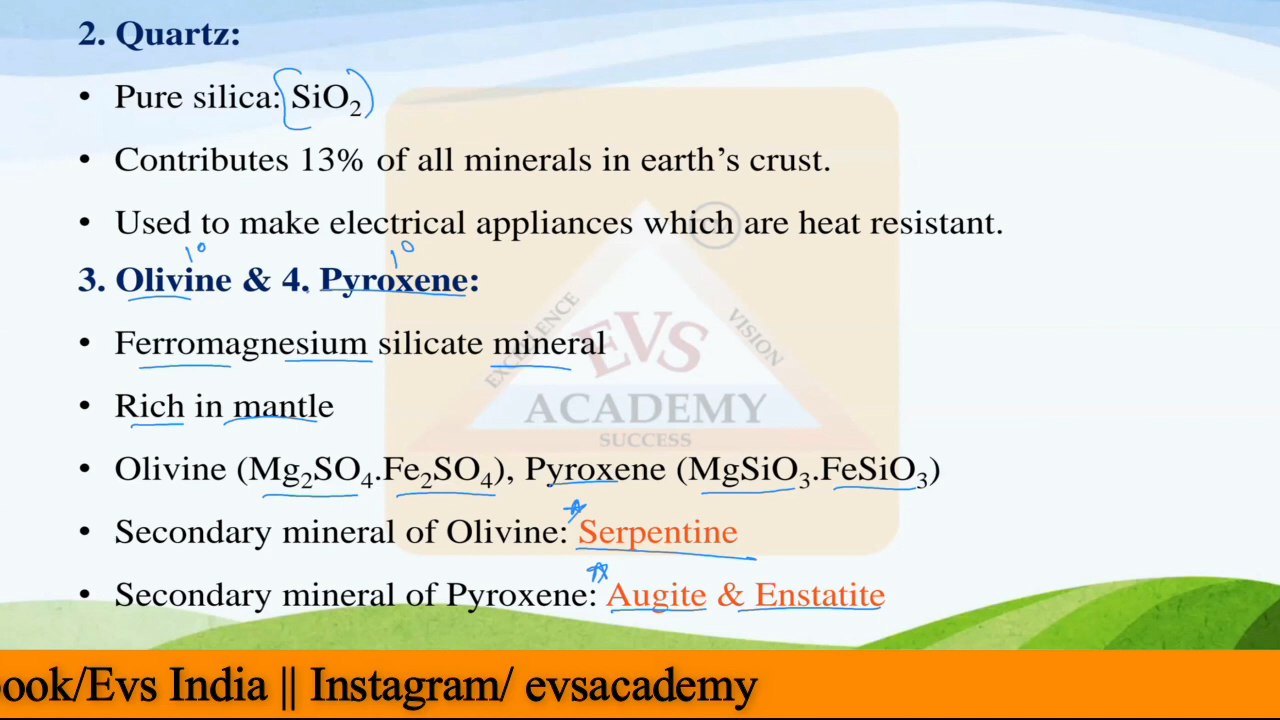 2. Quartz:
• Pure silica: SiO₂
• Contributes 13% of all minerals in earth’s crust.
• Used to make electrical appliances which are heat resistant.
1° 1°
3. Olivine & 4. Pyroxene:
• Ferromagnesium silicate mineral
• Rich in mantle
• Olivine (Mg₂SO₄.Fe₂SO₄), Pyroxene (MgSiO₃.FeSiO₃)
• Secondary mineral of Olivine: Serpentine
• Secondary mineral of Pyroxene: Augite & Enstatite
EXCELLENCE
VISION
EVS
ACADEMY
SUCCESS
ook/Evs India || Instagram/ evsacademy